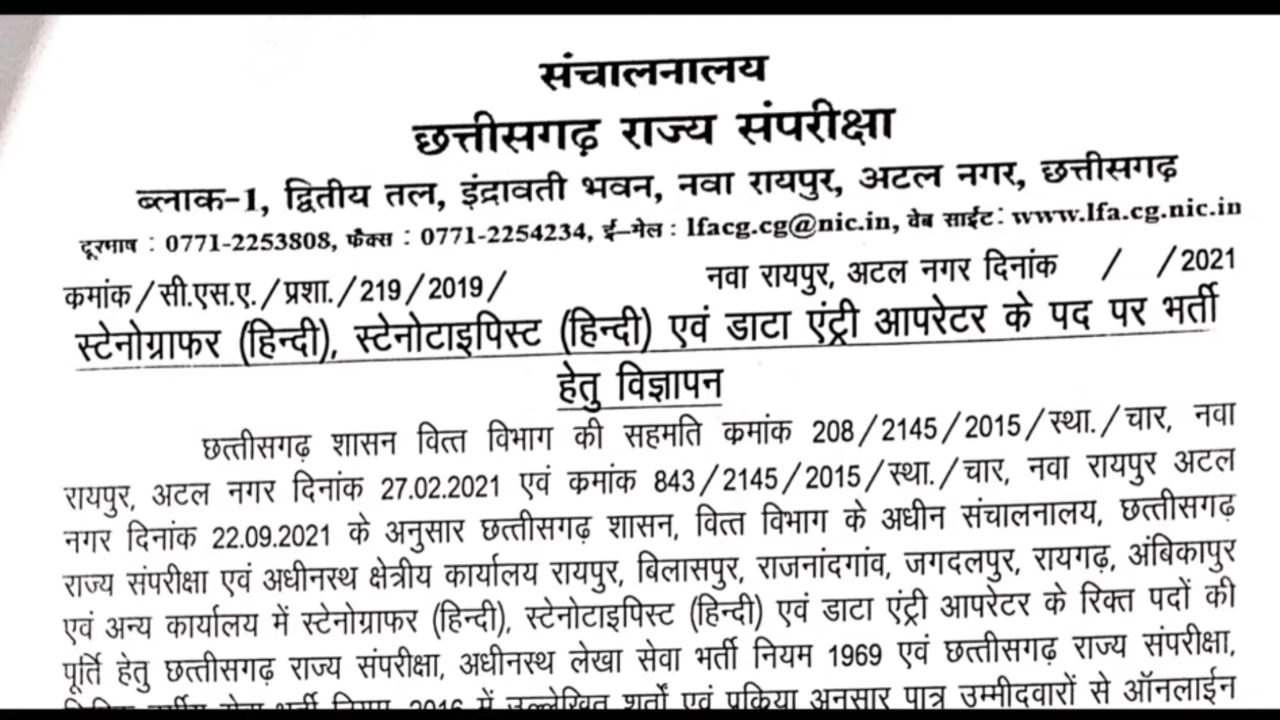 संचालनालय
छत्तीसगढ़ राज्य संपरीक्षा
ब्लाक-1, द्वितीय तल, इंद्रावती भवन, नवा रायपुर, अटल नगर, छत्तीसगढ़
दूरभाष : 0771-2253808, फैक्स : 0771-2254234, ई–मेल : lfacg.cg@nic.in, वेब साईट: www.lfa.cg.nic.in
कमांक/सी.एस.ए./प्रशा./219/2019/ नवा रायपुर, अटल नगर दिनांक / /2021
स्टेनोग्राफर (हिन्दी), स्टेनोटाइपिस्ट (हिन्दी) एवं डाटा एंट्री आपरेटर के पद पर भर्ती
हेतु विज्ञापन
छत्तीसगढ़ शासन वित्त विभाग की सहमति कमांक 208/2145/2015/स्था./चार, नवा
रायपुर, अटल नगर दिनांक 27.02.2021 एवं कमांक 843/2145/2015/स्था./चार, नवा रायपुर अटल
नगर दिनांक 22.09.2021 के अनुसार छत्तीसगढ़ शासन, वित्त विभाग के अधीन संचालनालय, छत्तीसगढ़
राज्य संपरीक्षा एवं अधीनस्थ क्षेत्रीय कार्यालय रायपुर, बिलासपुर, राजनांदगांव, जगदलपुर, रायगढ़, अंबिकापुर
एवं अन्य कार्यालय में स्टेनोग्राफर (हिन्दी), स्टेनोटाइपिस्ट (हिन्दी) एवं डाटा एंट्री आपरेटर के रिक्त पदों की
पूर्ति हेतु छत्तीसगढ़ राज्य संपरीक्षा, अधीनस्थ लेखा सेवा भर्ती नियम 1969 एवं छत्तीसगढ़ राज्य संपरीक्षा,
सेवा भर्ती नियम 2016 में उल्लेखित शर्तों एवं प्रकिया अनुसार पात्र उम्मीदवारों से ऑनलाईन